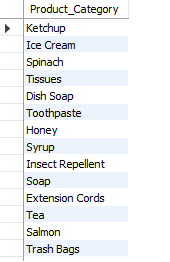 Product_Category
Ketchup
Ice Cream
Spinach
Tissues
Dish Soap
Toothpaste
Honey
Syrup
Insect Repellent
Soap
Extension Cords
Tea
Salmon
Trash Bags